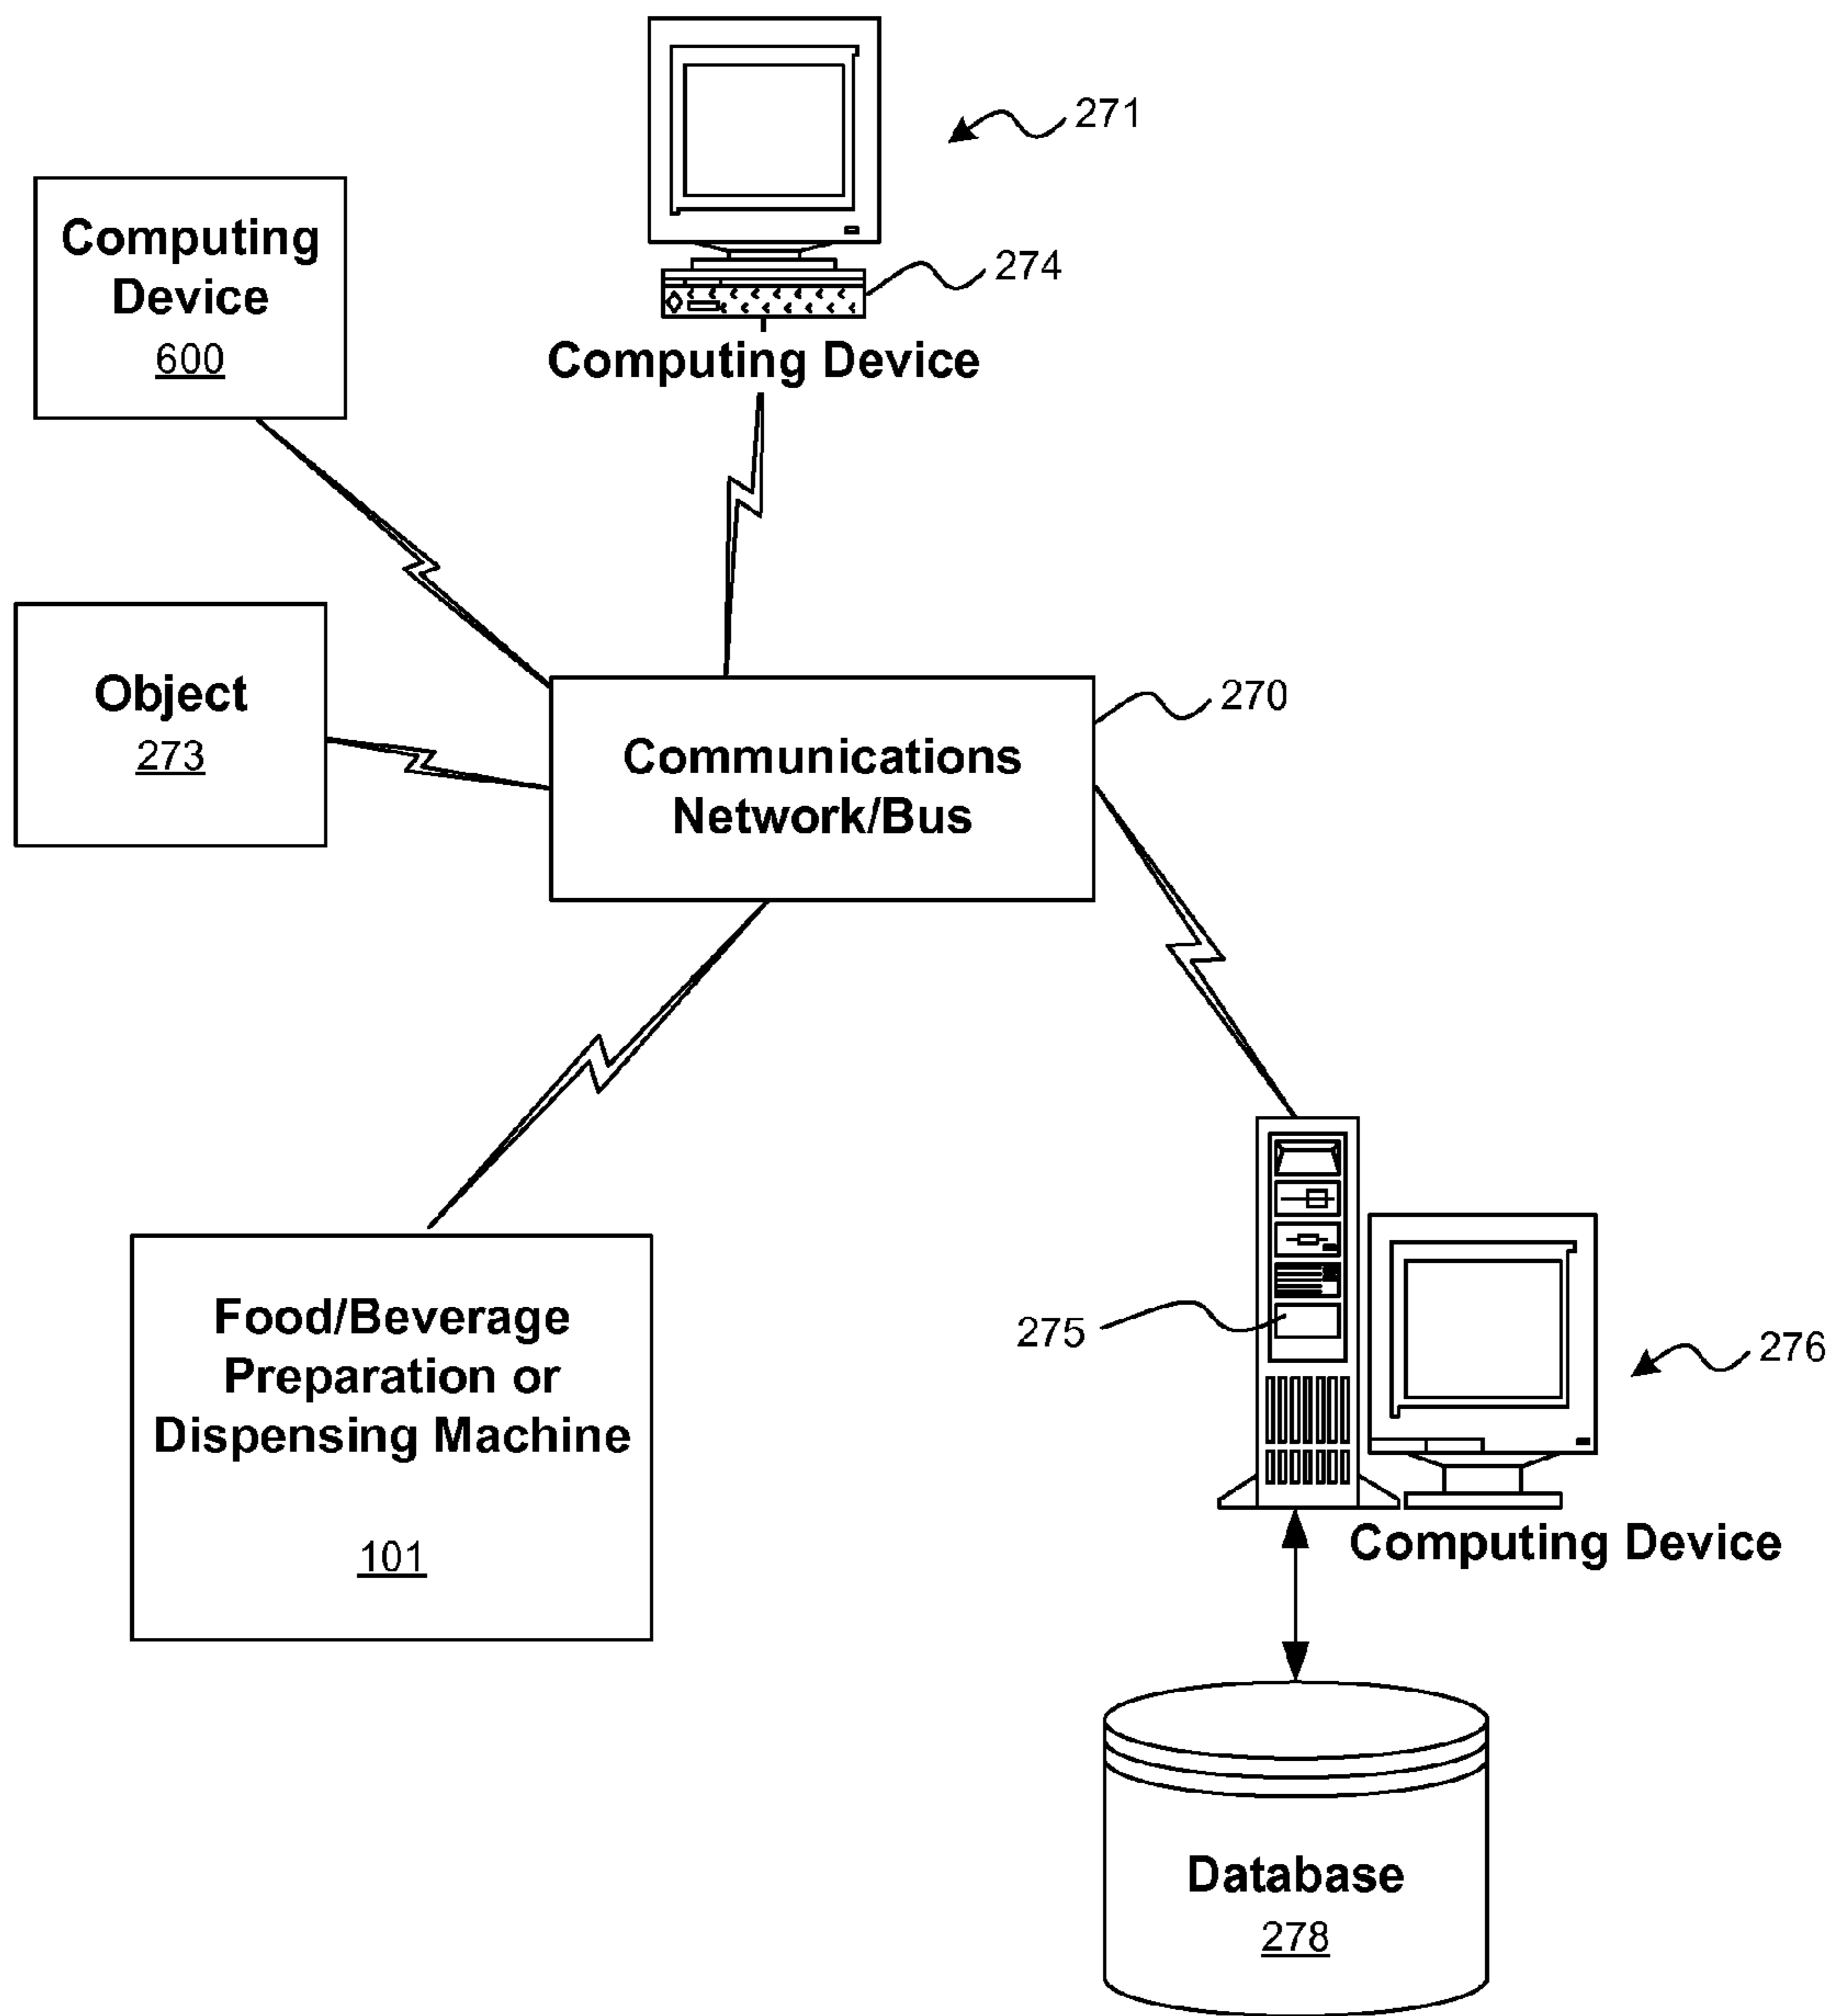 271
Computing
Device
600
274
Computing Device
Object
273
270
Communications
Network/Bus
Food/Beverage
Preparation or
Dispensing Machine
101
275
276
Computing Device
Database
278